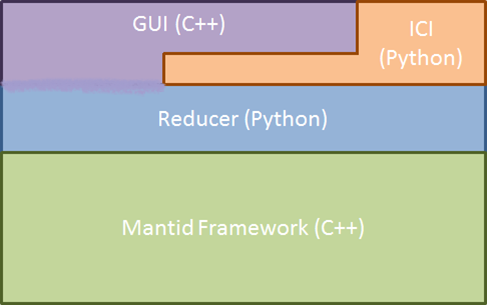 GUI (C++)
ICI
(Python)
Reducer (Python)
Mantid Framework (C++)